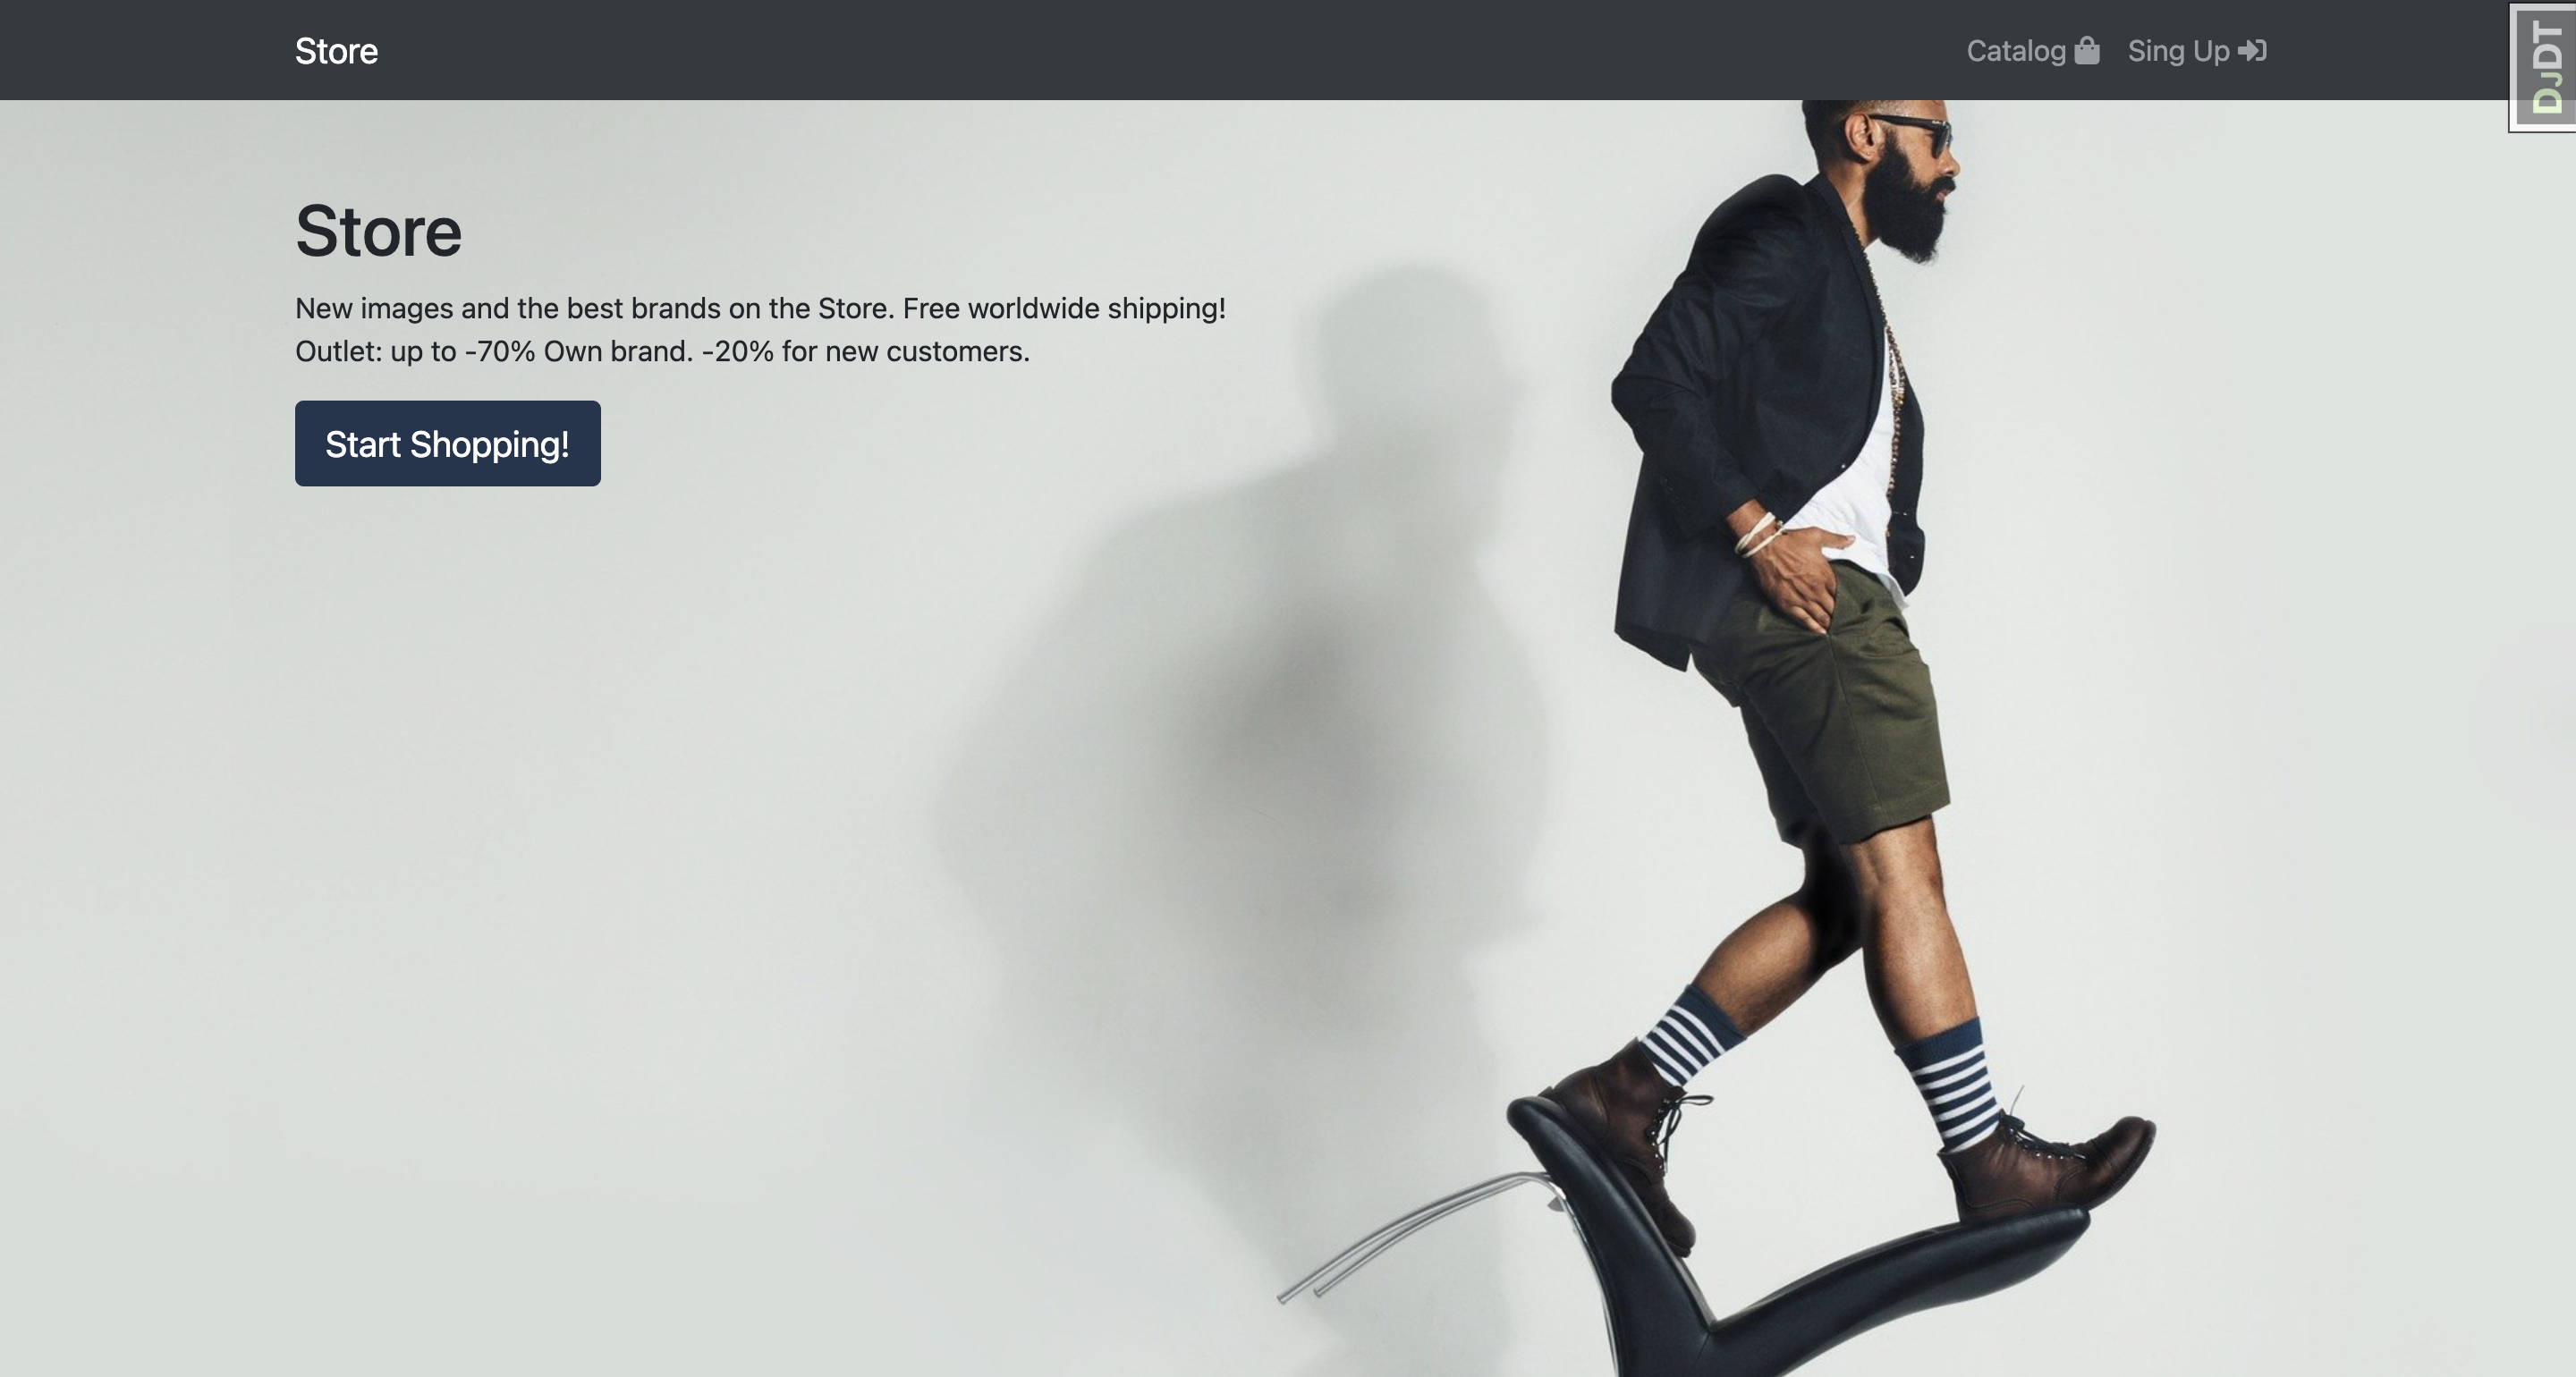 Store
Catalog
Sing Up
DJDT
Store
New images and the best brands on the Store. Free worldwide shipping!
Outlet: up to -70% Own brand. -20% for new customers.
Start Shopping!